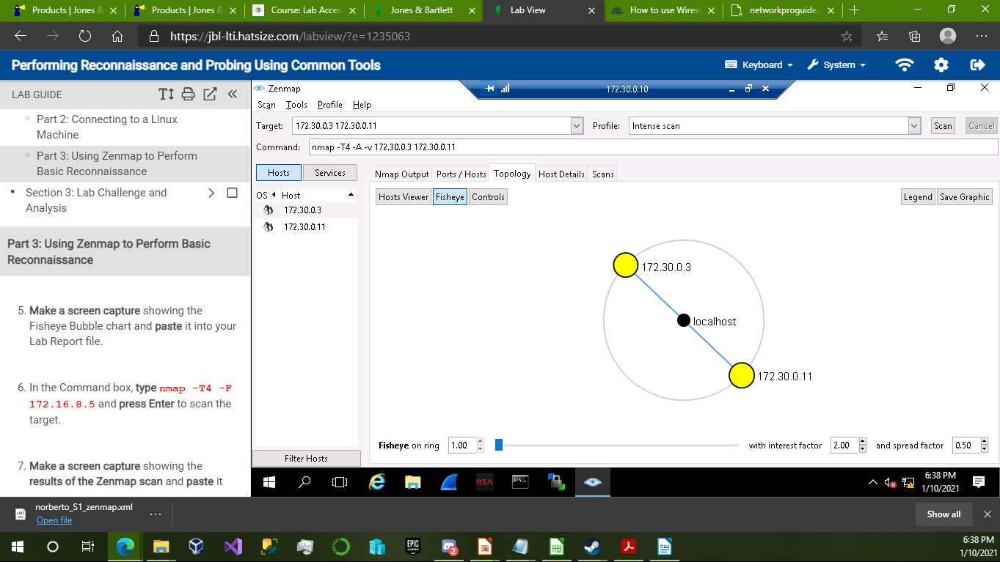 Products | Jones &
Products | Jones &
Course: Lab Acces
Jones & Bartlett
Lab View
How to use Wiresh
networkproguide.c
https://jbl-lti.hatsize.com/labview/?e=1235063
Performing Reconnaissance and Probing Using Common Tools
Keyboard
System
LAB GUIDE
Part 2: Connecting to a Linux
Machine
Part 3: Using Zenmap to Perform
Basic Reconnaissance
Section 3: Lab Challenge and
Analysis
Part 3: Using Zenmap to Perform Basic
Reconnaissance
5. Make a screen capture showing the
Fisheye Bubble chart and paste it into your
Lab Report file.
6. In the Command box, type nmap -T4 -F
172.16.8.5 and press Enter to scan the
target.
7. Make a screen capture showing the
results of the Zenmap scan and paste it
Zenmap
172.30.0.10
Scan Tools Profile Help
Target: 172.30.0.3 172.30.0.11 Profile: Intense scan Scan Cancel
Command: nmap -T4 -A -v 172.30.0.3 172.30.0.11
Hosts Services
Nmap Output Ports / Hosts Topology Host Details Scans
OS Host
172.30.0.3
172.30.0.11
Hosts Viewer Fisheye Controls Legend Save Graphic
172.30.0.3
localhost
172.30.0.11
Fisheye on ring 1.00 with interest factor 2.00 and spread factor 0.50
Filter Hosts
RSA
6:38 PM
1/10/2021
norberto_S1_zenmap.xml
Open file
Show all
EPIC
GAMES
2
6:38 PM
1/10/2021